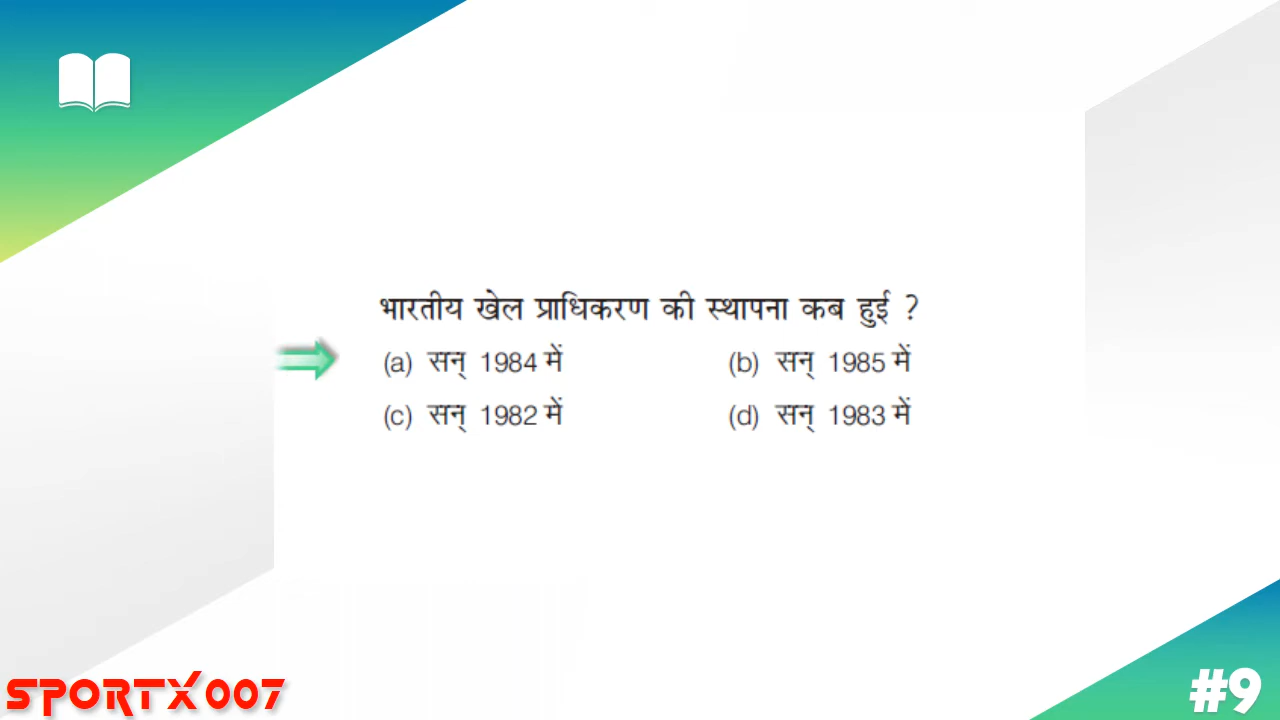 भारतीय खेल प्राधिकरण की स्थापना कब हुई ?
(a) सन् 1984 में (b) सन् 1985 में
(c) सन् 1982 में (d) सन् 1983 में
SPORTX007
#9